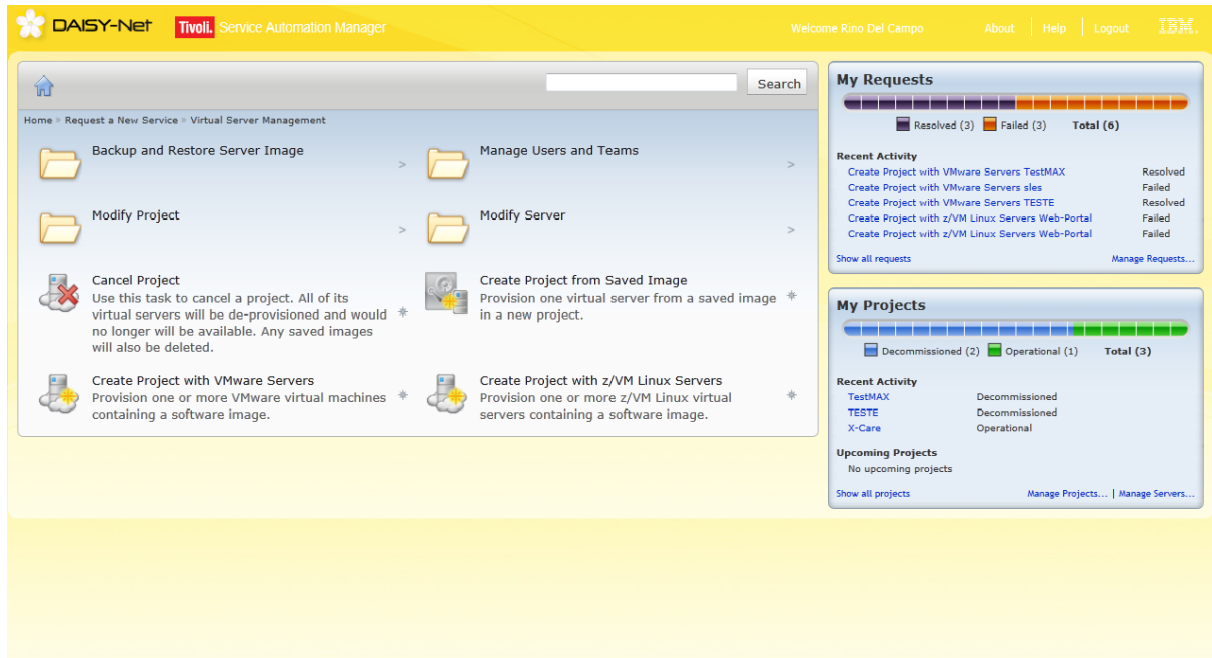 DAISY-Net Tivoli. Service Automation Manager Welcome Rino Del Campo About Help Logout IBM.
Search
Home » Request a New Service » Virtual Server Management
Backup and Restore Server Image >
Manage Users and Teams >
Modify Project >
Modify Server >
Cancel Project
Use this task to cancel a project. All of its
virtual servers will be de-provisioned and would
no longer will be available. Any saved images
will also be deleted.
Create Project from Saved Image
Provision one virtual server from a saved image
in a new project.
Create Project with VMware Servers
Provision one or more VMware virtual machines
containing a software image.
Create Project with z/VM Linux Servers
Provision one or more z/VM Linux virtual
servers containing a software image.
My Requests
Resolved (3) Failed (3) Total (6)
Recent Activity
Create Project with VMware Servers TestMAX Resolved
Create Project with VMware Servers sles Failed
Create Project with VMware Servers TESTE Resolved
Create Project with z/VM Linux Servers Web-Portal Failed
Create Project with z/VM Linux Servers Web-Portal Failed
Show all requests Manage Requests...
My Projects
Decommissioned (2) Operational (1) Total (3)
Recent Activity
TestMAX Decommissioned
TESTE Decommissioned
X-Care Operational
Upcoming Projects
No upcoming projects
Show all projects Manage Projects... | Manage Servers...